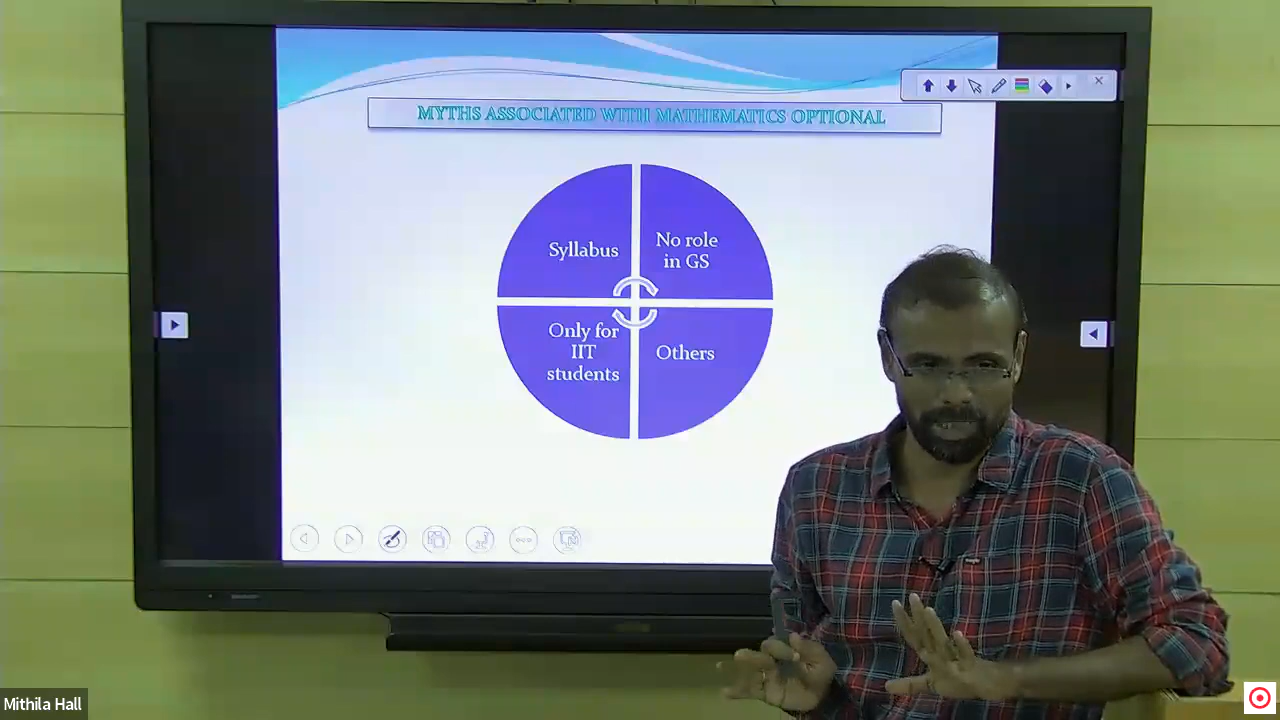 MYTHS ASSOCIATED WITH MATHEMATICS OPTIONAL
Syllabus
No role
in GS
Only for
IIT
students
Others
Mithila Hall